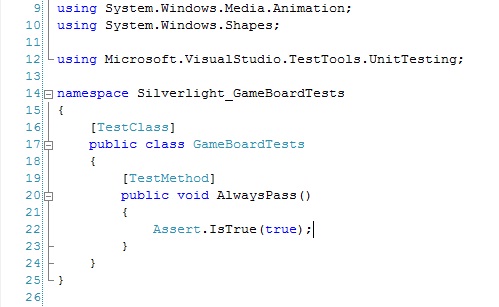 9 using System.Windows.Media.Animation;
10 using System.Windows.Shapes;
11
12 using Microsoft.VisualStudio.TestTools.UnitTesting;
13
14 namespace Silverlight_GameBoardTests
15 {
16     [TestClass]
17     public class GameBoardTests
18     {
19         [TestMethod]
20         public void AlwaysPass()
21         {
22             Assert.IsTrue(true);
23         }
24     }
25 }
26